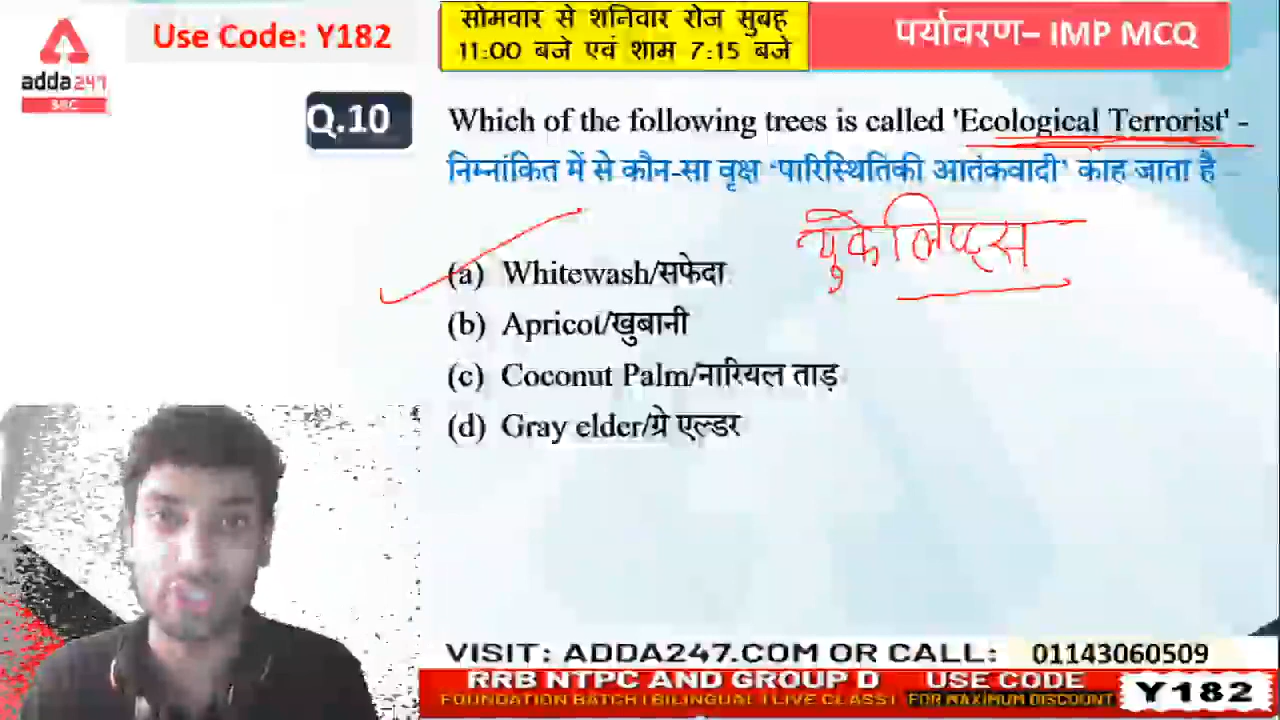 adda247
SSC
Use Code: Y182
सोमवार से शनिवार रोज सुबह
11:00 बजे एवं शाम 7:15 बजे
पर्यावरण– IMP MCQ
Q.10
Which of the following trees is called 'Ecological Terrorist' -
निम्नांकित में से कौन-सा वृक्ष 'पारिस्थितिकी आतंकवादी' काह जाता है -
यूकेलिप्टस
(a) Whitewash/सफेदा
(b) Apricot/खुबानी
(c) Coconut Palm/नारियल ताड़
(d) Gray elder/ग्रे एल्डर
VISIT: ADDA247.COM OR CALL: 01143060509
RRB NTPC AND GROUP D USE CODE
FOUNDATION BATCH | BILINGUAL | LIVE CLASS | FOR MAXIMUM DISCOUNT
Y182